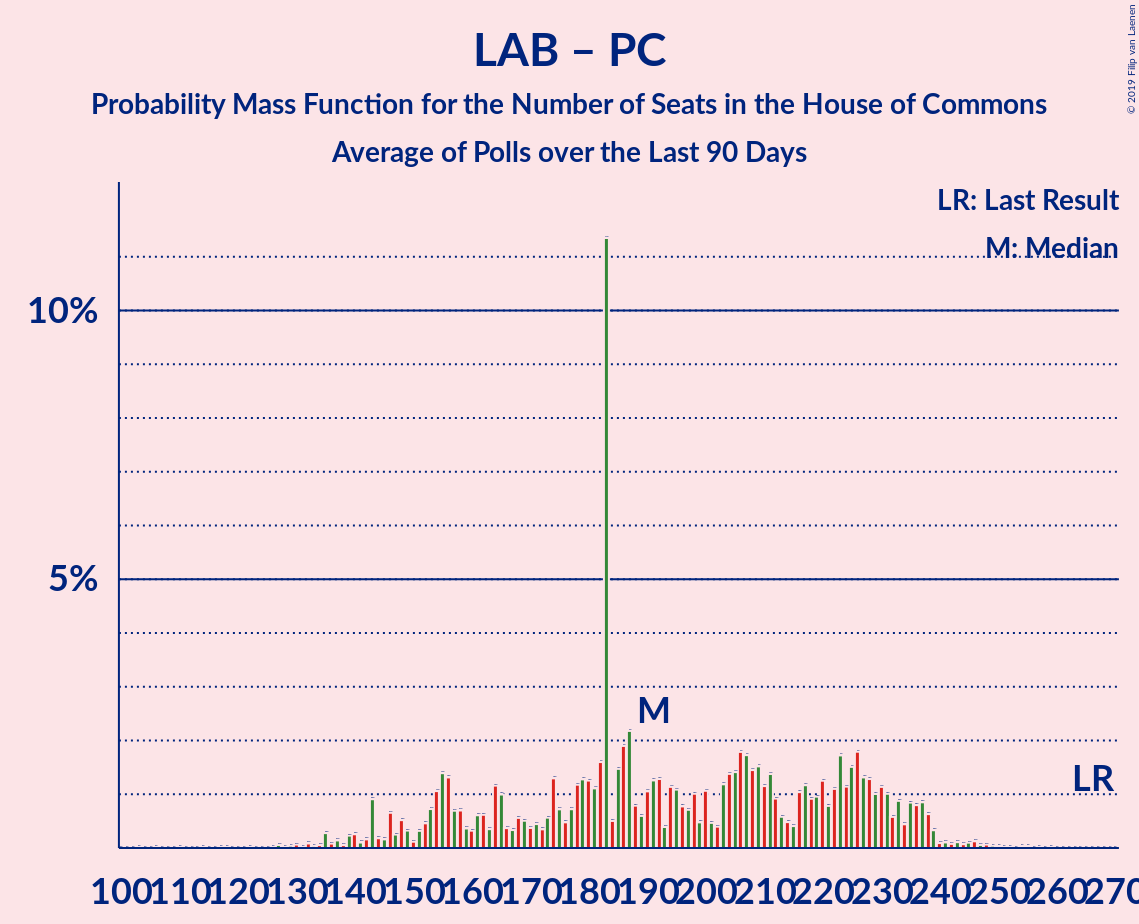 LAB – PC
Probability Mass Function for the Number of Seats in the House of Commons
Average of Polls over the Last 90 Days
© 2019 Filip van Laenen
LR: Last Result
M: Median
10%
5%
M
LR
100 110 120 130 140 150 160 170 180 190 200 210 220 230 240 250 260 270